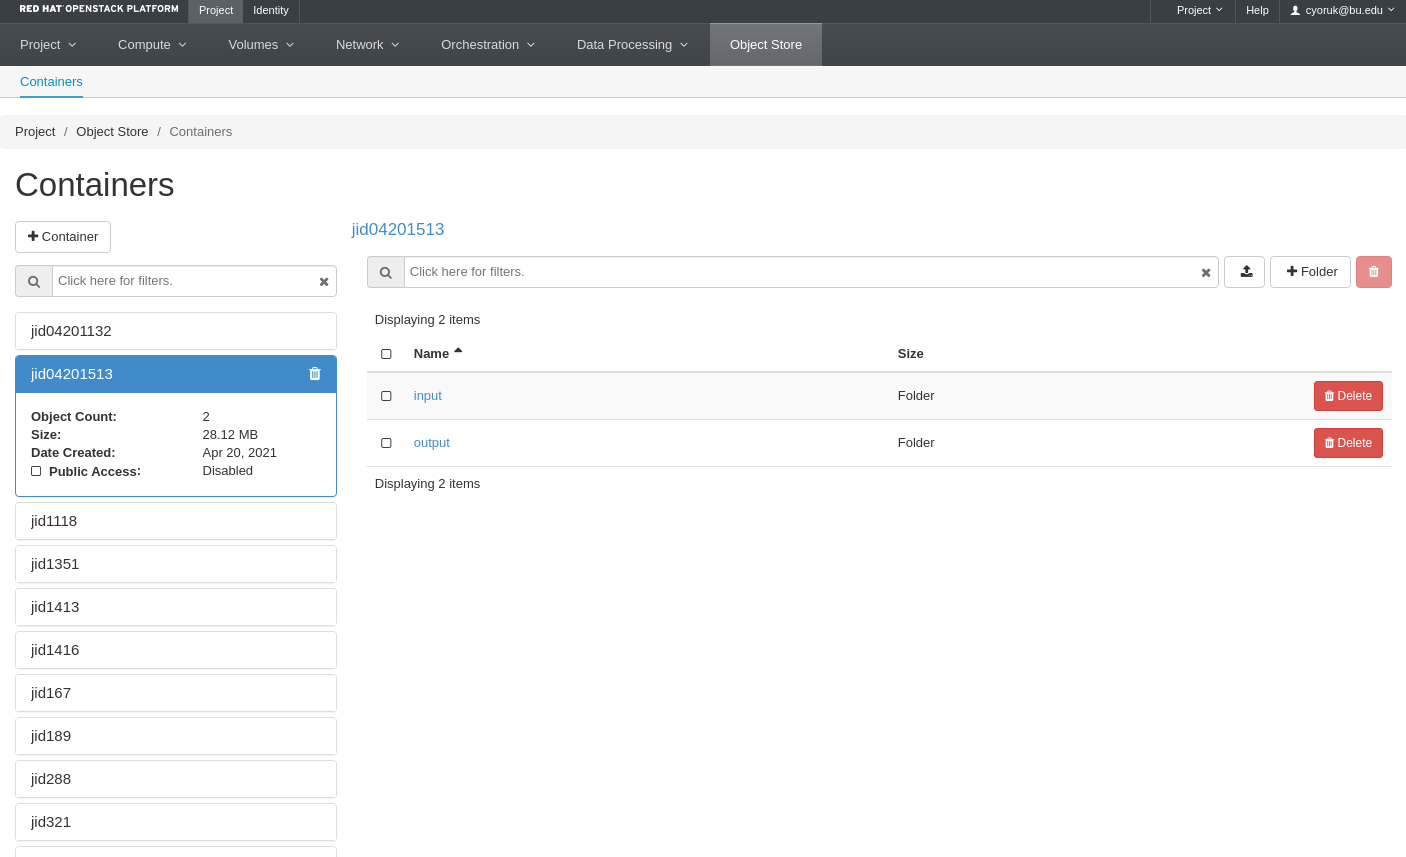 RED HAT OPENSTACK PLATFORM Project Identity Project Help cyoruk@bu.edu
Project Compute Volumes Network Orchestration Data Processing Object Store
Containers
Project / Object Store / Containers
Containers
Container
Click here for filters.
jid04201132
jid04201513
Object Count: 2
Size: 28.12 MB
Date Created: Apr 20, 2021
Public Access: Disabled
jid1118
jid1351
jid1413
jid1416
jid167
jid189
jid288
jid321
jid04201513
Click here for filters. Folder
Displaying 2 items
Name Size
input Folder Delete
output Folder Delete
Displaying 2 items